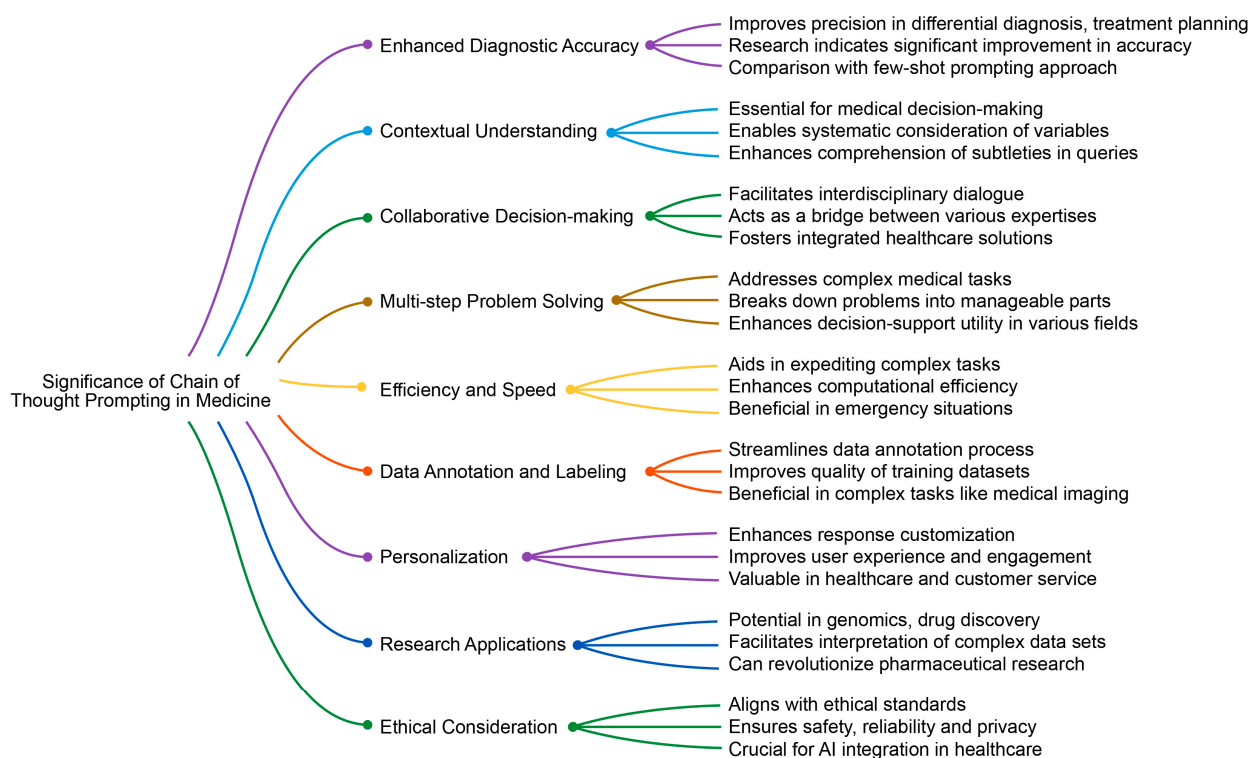 Significance of Chain of
Thought Prompting in Medicine
Enhanced Diagnostic Accuracy
Improves precision in differential diagnosis, treatment planning
Research indicates significant improvement in accuracy
Comparison with few-shot prompting approach
Contextual Understanding
Essential for medical decision-making
Enables systematic consideration of variables
Enhances comprehension of subtleties in queries
Collaborative Decision-making
Facilitates interdisciplinary dialogue
Acts as a bridge between various expertises
Fosters integrated healthcare solutions
Multi-step Problem Solving
Addresses complex medical tasks
Breaks down problems into manageable parts
Enhances decision-support utility in various fields
Efficiency and Speed
Aids in expediting complex tasks
Enhances computational efficiency
Beneficial in emergency situations
Data Annotation and Labeling
Streamlines data annotation process
Improves quality of training datasets
Beneficial in complex tasks like medical imaging
Personalization
Enhances response customization
Improves user experience and engagement
Valuable in healthcare and customer service
Research Applications
Potential in genomics, drug discovery
Facilitates interpretation of complex data sets
Can revolutionize pharmaceutical research
Ethical Consideration
Aligns with ethical standards
Ensures safety, reliability and privacy
Crucial for AI integration in healthcare